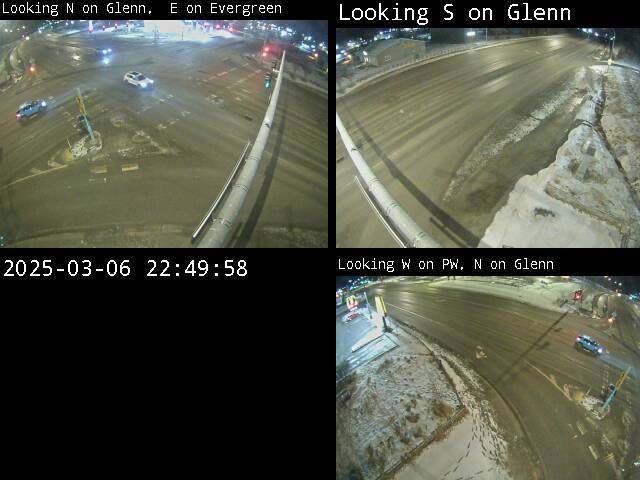 Looking N on Glenn,  E on Evergreen
Looking S on Glenn
2025-03-06 22:49:58
Looking W on PW, N on Glenn